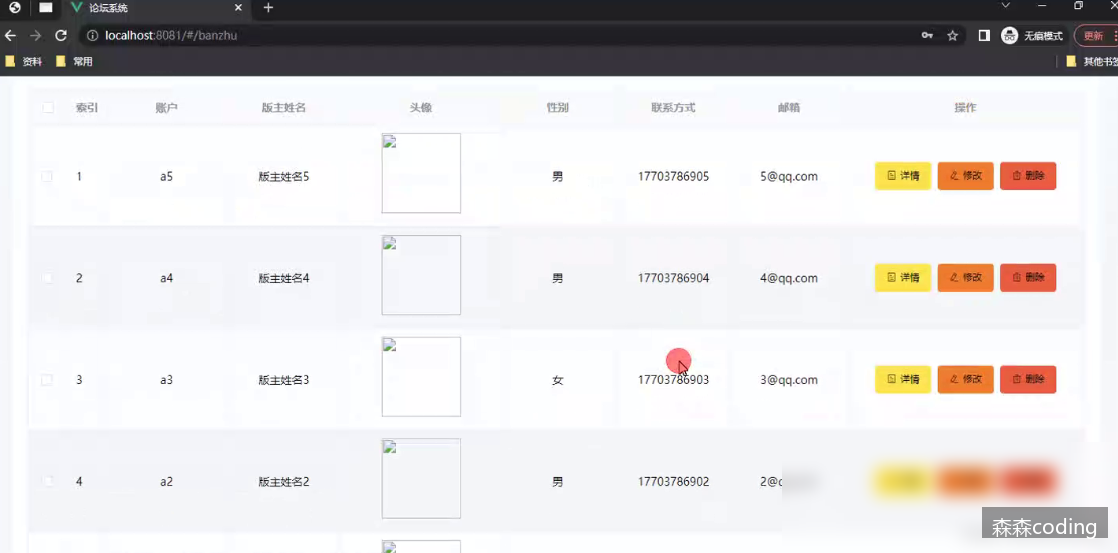 论坛系统
localhost:8081/#/banzhu
无痕模式
更新
资料
常用
其他书签
索引 账户 版主姓名 头像 性别 联系方式 邮箱 操作
1 a5 版主姓名5 男 17703786905 5@qq.com 详情 修改 删除
2 a4 版主姓名4 男 17703786904 4@qq.com 详情 修改 删除
3 a3 版主姓名3 女 17703786903 3@qq.com 详情 修改 删除
4 a2 版主姓名2 男 17703786902 2@
森森coding